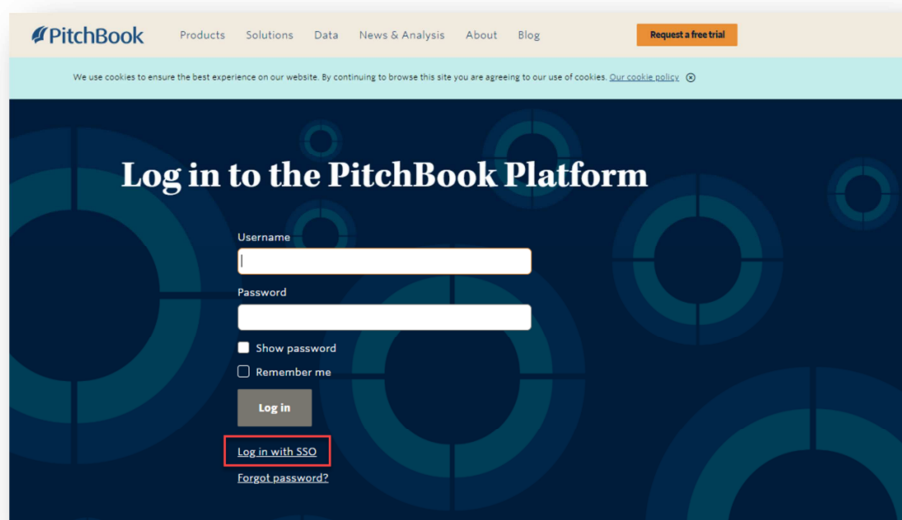 PitchBook
Products Solutions Data News & Analysis About Blog Request a free trial
We use cookies to ensure the best experience on our website. By continuing to browse this site you are agreeing to our use of cookies. Our cookie policy
Log in to the PitchBook Platform
Username
Password
Show password
Remember me
Log in
Log in with SSO
Forgot password?